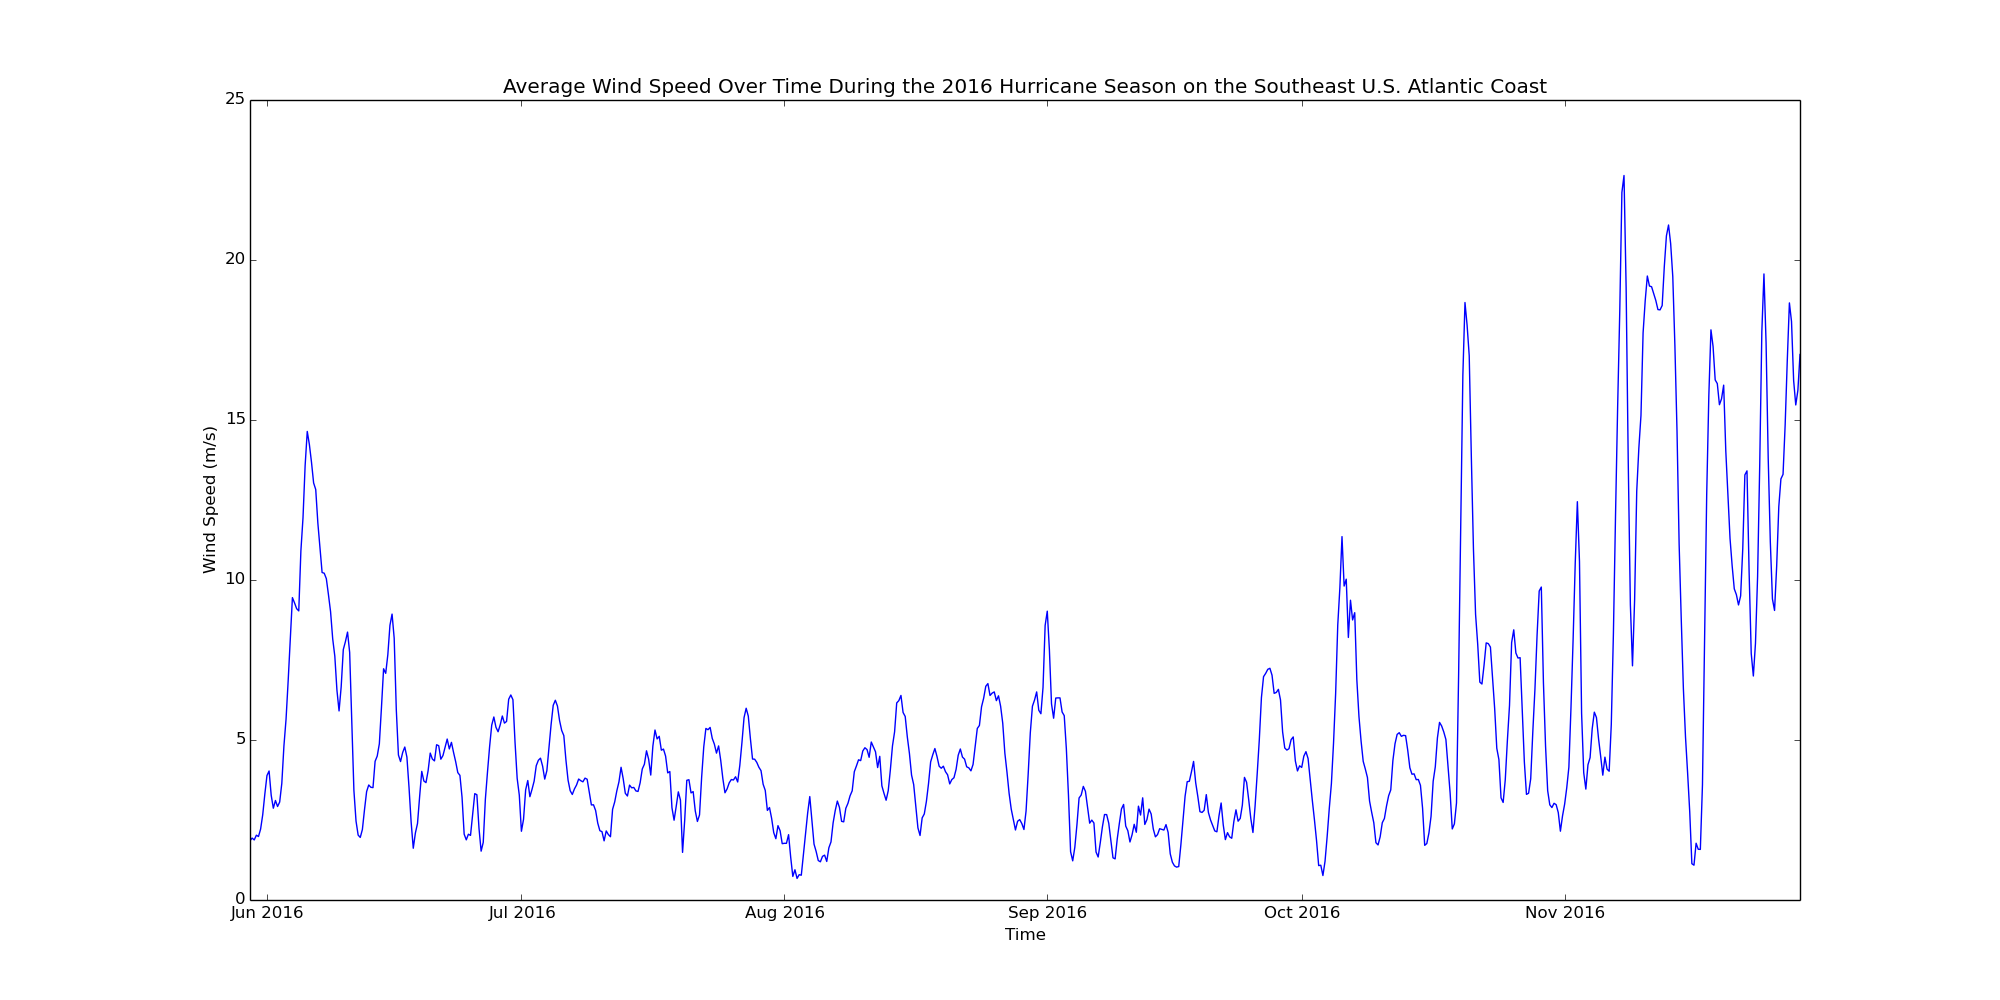 Average Wind Speed Over Time During the 2016 Hurricane Season on the Southeast U.S. Atlantic Coast
25
20
15
10
5
0
Wind Speed (m/s)
Jun 2016 Jul 2016 Aug 2016 Sep 2016 Oct 2016 Nov 2016
Time